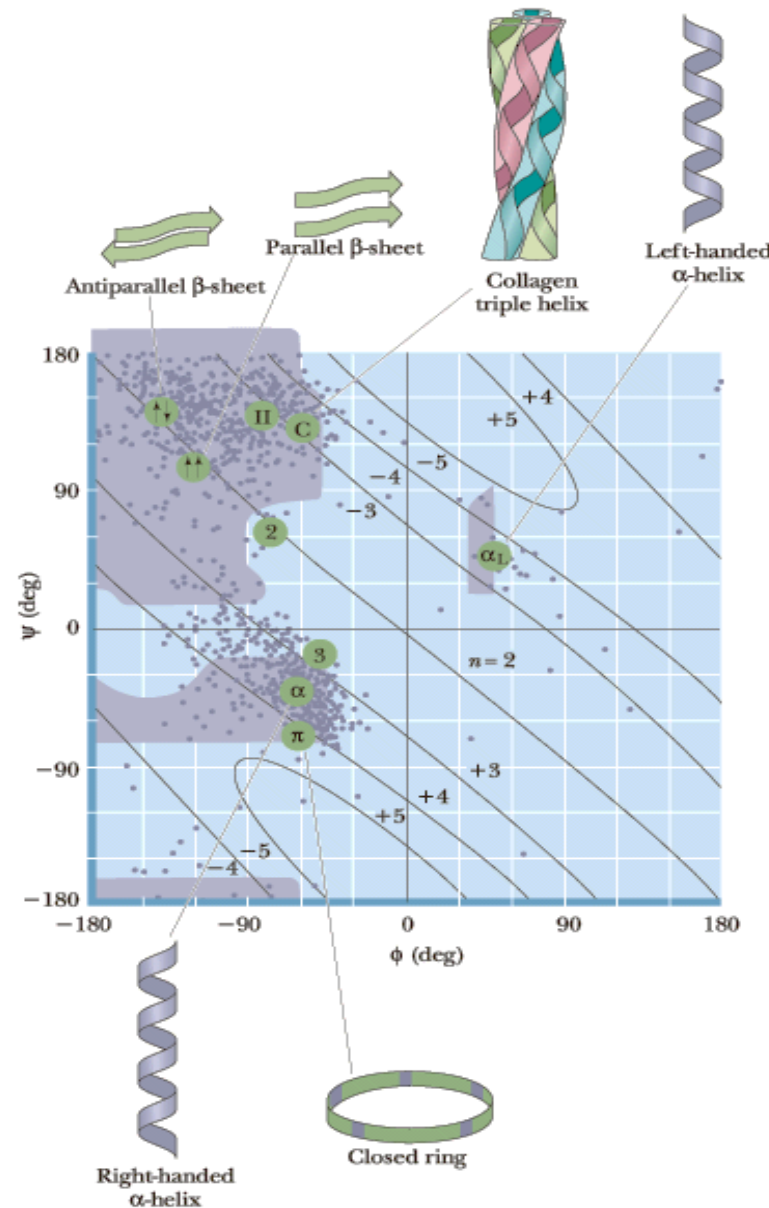 Parallel β-sheet
Antiparallel β-sheet
Collagen
triple helix
Left-handed
α-helix
180
90
0
−90
−180
ψ (deg)
+4
+5
−5
−4
−3
II
C
2
αL
3
n = 2
α
π
+3
+4
+5
−5
−4
−180
−90
0
90
180
ϕ (deg)
Right-handed
α-helix
Closed ring